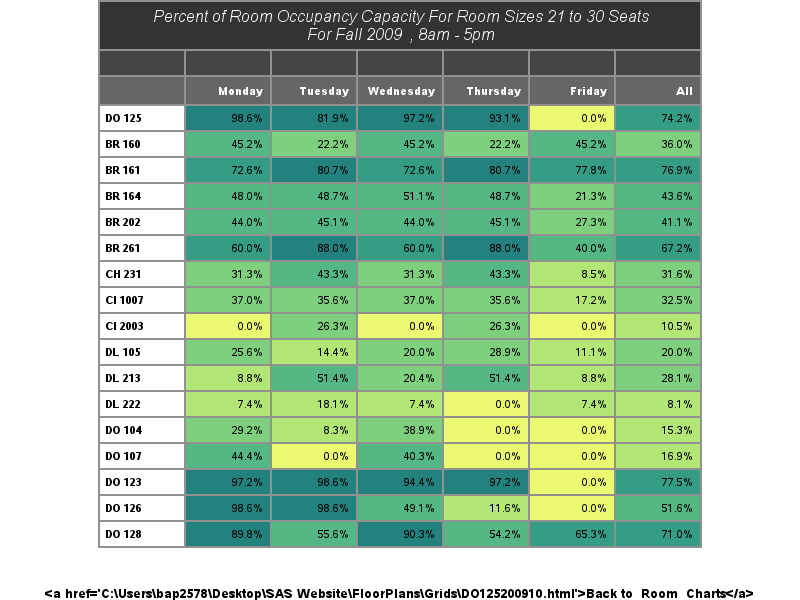 Percent of Room Occupancy Capacity For Room Sizes 21 to 30 Seats
For Fall 2009 , 8am - 5pm
Monday Tuesday Wednesday Thursday Friday All
DO 125 98.6% 81.9% 97.2% 93.1% 0.0% 74.2%
BR 160 45.2% 22.2% 45.2% 22.2% 45.2% 36.0%
BR 161 72.6% 80.7% 72.6% 80.7% 77.8% 76.9%
BR 164 48.0% 48.7% 51.1% 48.7% 21.3% 43.6%
BR 202 44.0% 45.1% 44.0% 45.1% 27.3% 41.1%
BR 261 60.0% 88.0% 60.0% 88.0% 40.0% 67.2%
CH 231 31.3% 43.3% 31.3% 43.3% 8.5% 31.6%
CI 1007 37.0% 35.6% 37.0% 35.6% 17.2% 32.5%
CI 2003 0.0% 26.3% 0.0% 26.3% 0.0% 10.5%
DL 105 25.6% 14.4% 20.0% 28.9% 11.1% 20.0%
DL 213 8.8% 51.4% 20.4% 51.4% 8.8% 28.1%
DL 222 7.4% 18.1% 7.4% 0.0% 7.4% 8.1%
DO 104 29.2% 8.3% 38.9% 0.0% 0.0% 15.3%
DO 107 44.4% 0.0% 40.3% 0.0% 0.0% 16.9%
DO 123 97.2% 98.6% 94.4% 97.2% 0.0% 77.5%
DO 126 98.6% 98.6% 49.1% 11.6% 0.0% 51.6%
DO 128 89.8% 55.6% 90.3% 54.2% 65.3% 71.0%
<a href='C:\Users\bap2578\Desktop\SAS Website\FloorPlans\Grids\DO125200910.html'>Back to Room Charts</a>